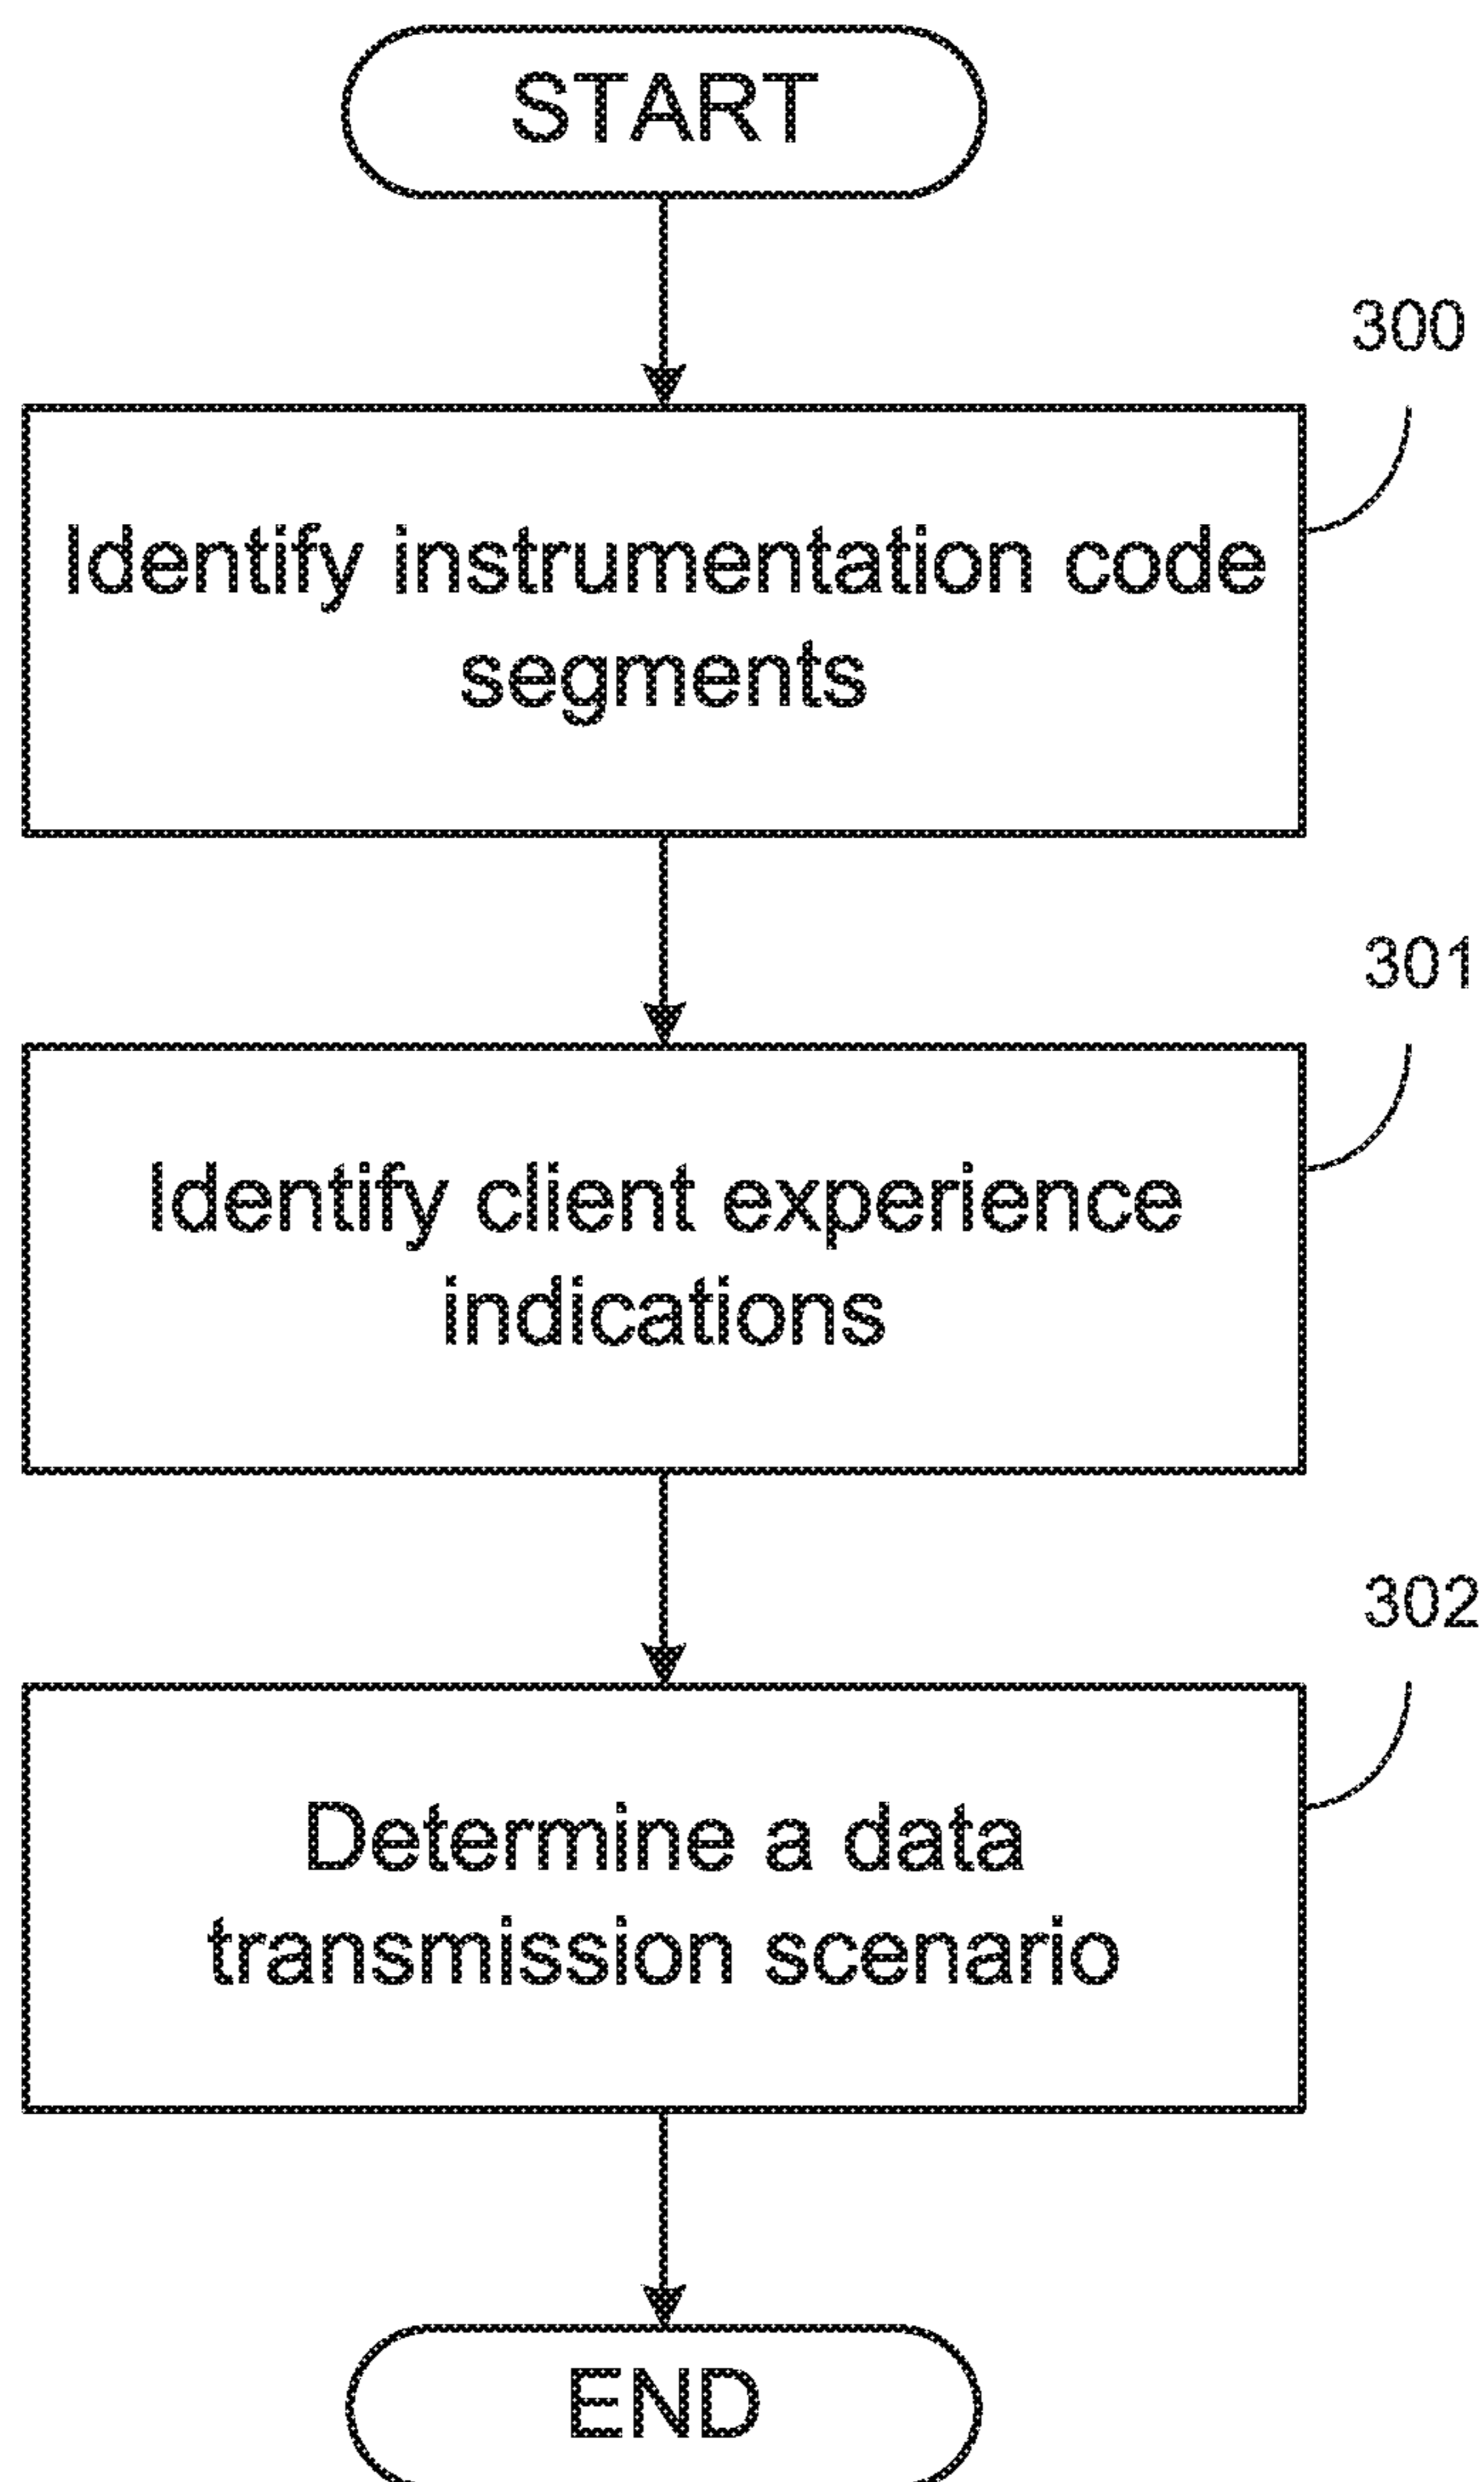 START
300
Identify instrumentation code
segments
301
Identify client experience
indications
302
Determine a data
transmission scenario
END